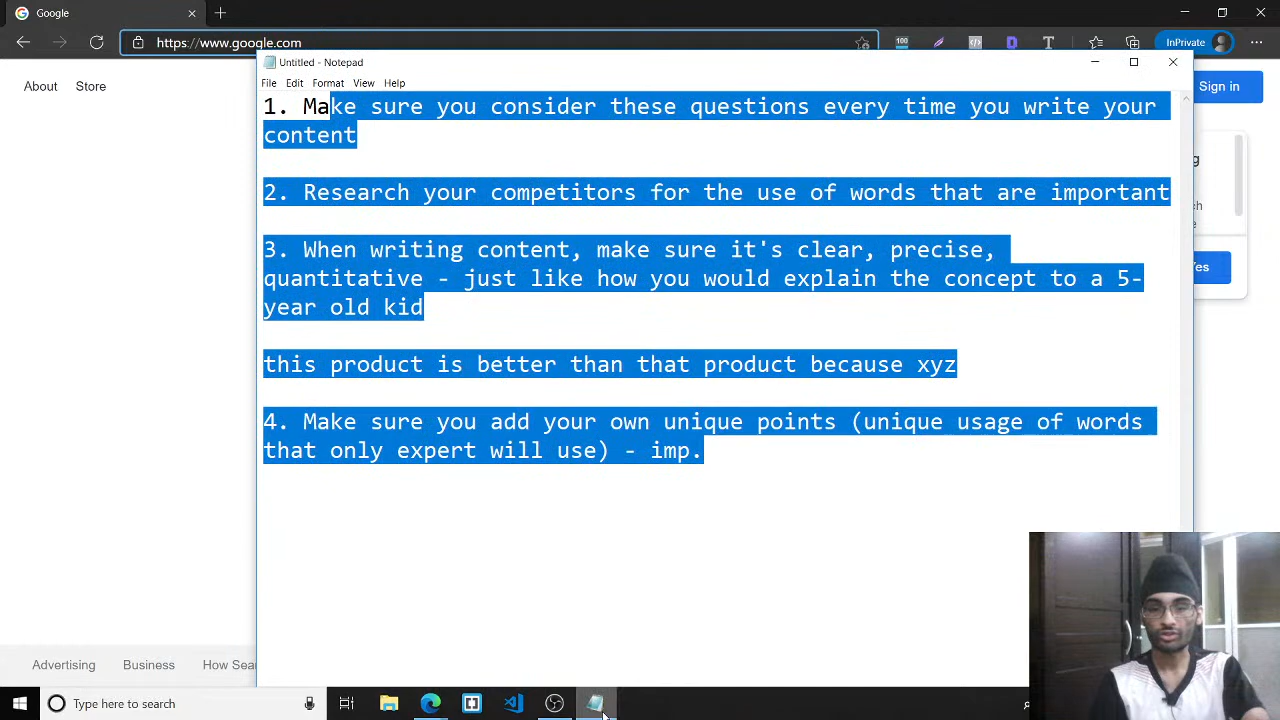 Google
https://www.google.com
100
T
InPrivate
About Store
Sign in
Untitled - Notepad
File Edit Format View Help
1. Make sure you consider these questions every time you write your
content
2. Research your competitors for the use of words that are important
3. When writing content, make sure it's clear, precise,
quantitative - just like how you would explain the concept to a 5-
year old kid
this product is better than that product because xyz
4. Make sure you add your own unique points (unique usage of words
that only expert will use) - imp.
Yes
Advertising Business How Sea
Type here to search